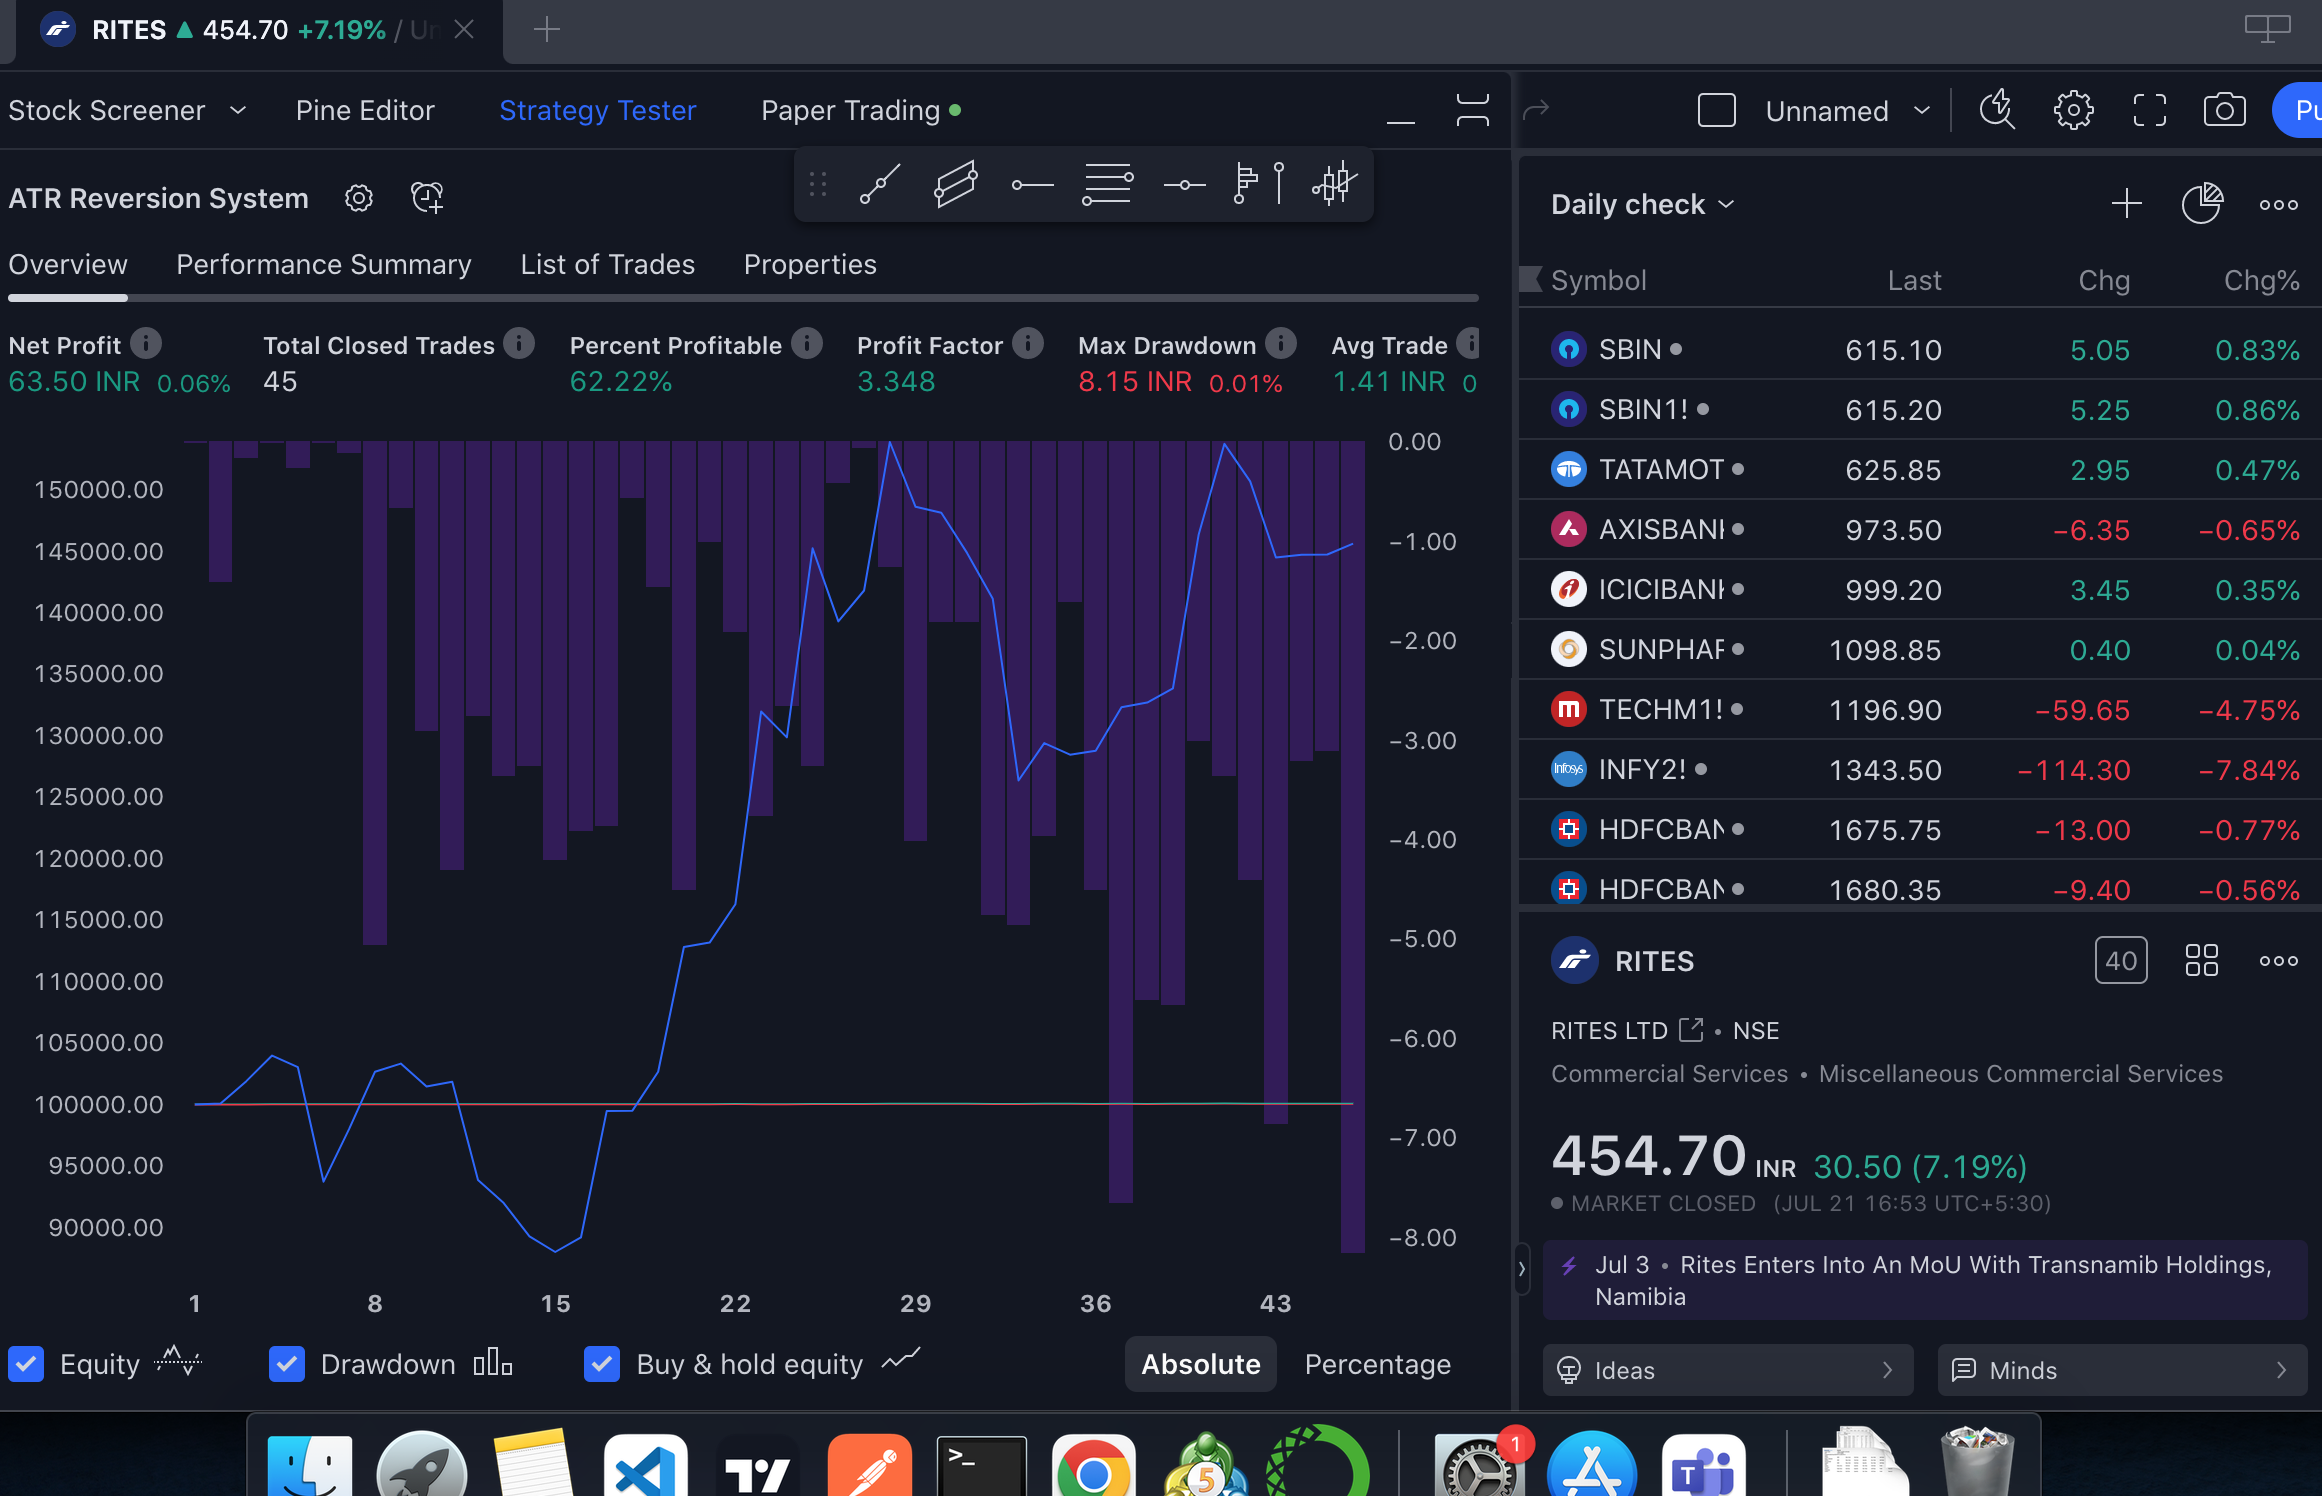 RITES ▲ 454.70 +7.19% / Un
Stock Screener Pine Editor Strategy Tester Paper Trading
Unnamed Pu
ATR Reversion System
Overview Performance Summary List of Trades Properties
Net Profit Total Closed Trades Percent Profitable Profit Factor Max Drawdown Avg Trade
63.50 INR 0.06% 45 62.22% 3.348 8.15 INR 0.01% 1.41 INR 0
150000.00
145000.00
140000.00
135000.00
130000.00
125000.00
120000.00
115000.00
110000.00
105000.00
100000.00
95000.00
90000.00
0.00
−1.00
−2.00
−3.00
−4.00
−5.00
−6.00
−7.00
−8.00
1 8 15 22 29 36 43
Equity Drawdown Buy & hold equity Absolute Percentage
Daily check
Symbol Last Chg Chg%
SBIN 615.10 5.05 0.83%
SBIN1! 615.20 5.25 0.86%
TATAMOT 625.85 2.95 0.47%
AXISBANK 973.50 −6.35 −0.65%
ICICIBANK 999.20 3.45 0.35%
SUNPHAR 1098.85 0.40 0.04%
TECHM1! 1196.90 −59.65 −4.75%
Infosys INFY2! 1343.50 −114.30 −7.84%
HDFCBAN 1675.75 −13.00 −0.77%
HDFCBAN 1680.35 −9.40 −0.56%
RITES 40
RITES LTD • NSE
Commercial Services • Miscellaneous Commercial Services
454.70 INR 30.50 (7.19%)
MARKET CLOSED (JUL 21 16:53 UTC+5:30)
Jul 3 • Rites Enters Into An MoU With Transnamib Holdings,
Namibia
Ideas Minds
>_
5
1
T